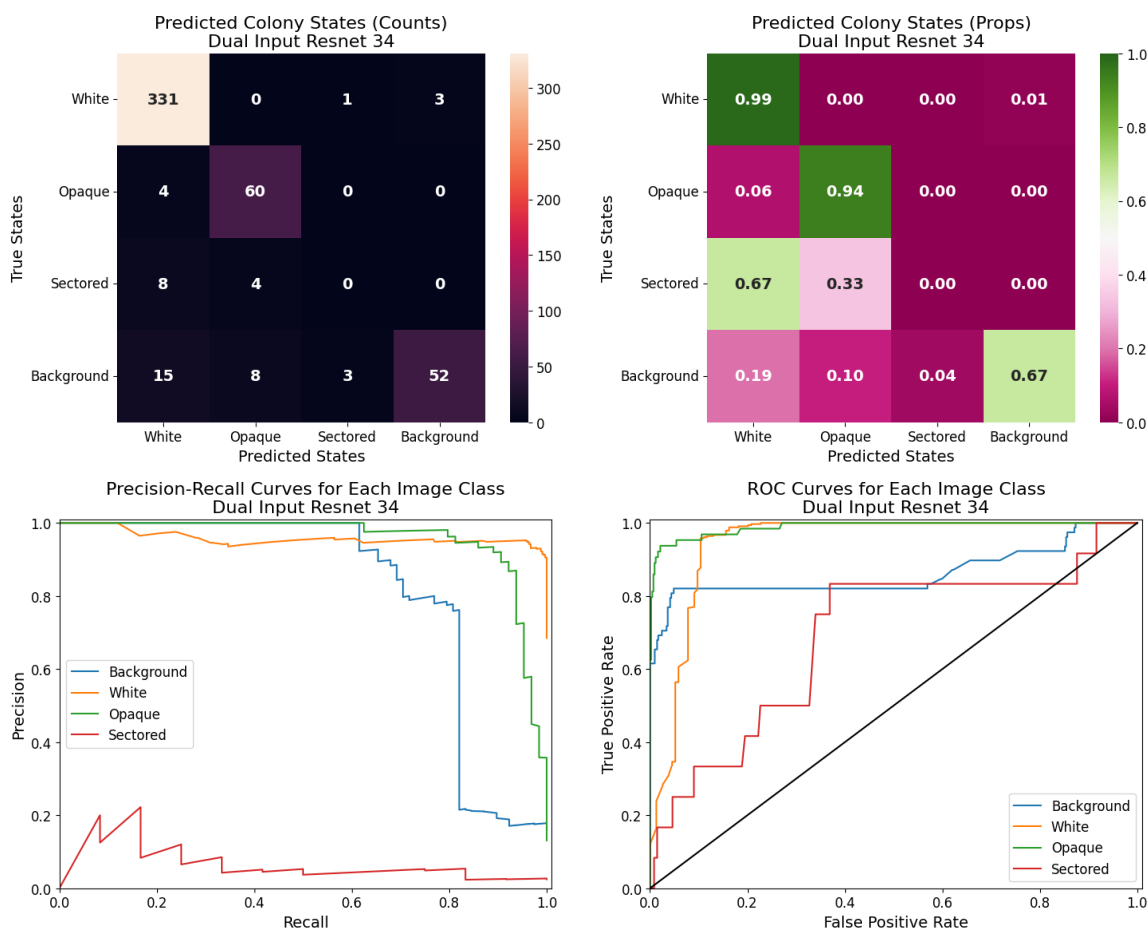 Predicted Colony States (Counts)
Dual Input Resnet 34
True States
White
331 0 1 3
Opaque
4 60 0 0
Sectored
8 4 0 0
Background
15 8 3 52
White Opaque Sectored Background
Predicted States
300
250
200
150
100
50
0
Predicted Colony States (Props)
Dual Input Resnet 34
True States
White
0.99 0.00 0.00 0.01
Opaque
0.06 0.94 0.00 0.00
Sectored
0.67 0.33 0.00 0.00
Background
0.19 0.10 0.04 0.67
White Opaque Sectored Background
Predicted States
1.0
0.8
0.6
0.4
0.2
0.0
Precision-Recall Curves for Each Image Class
Dual Input Resnet 34
Precision
1.0
0.8
0.6
0.4
0.2
0.0
Background
White
Opaque
Sectored
0.0 0.2 0.4 0.6 0.8 1.0
Recall
ROC Curves for Each Image Class
Dual Input Resnet 34
True Positive Rate
1.0
0.8
0.6
0.4
0.2
0.0
Background
White
Opaque
Sectored
0.0 0.2 0.4 0.6 0.8 1.0
False Positive Rate